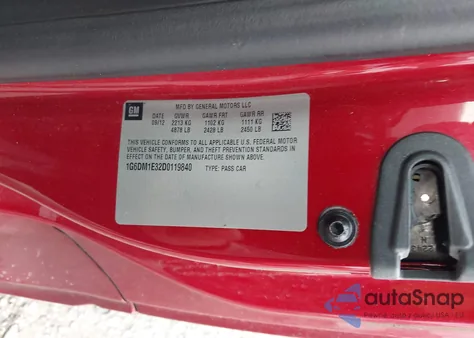 GM
MFD BY GENERAL MOTORS LLC
DATE GVWR GAWR FRT GAWR RR
09/12 2213 KG 1102 KG 1111 KG
4878 LB 2429 LB 2450 LB
THIS VEHICLE CONFORMS TO ALL APPLICABLE U.S. FEDERAL MOTOR
VEHICLE SAFETY, BUMPER, AND THEFT PREVENTION STANDARDS IN
EFFECT ON THE DATE OF MANUFACTURE SHOWN ABOVE.
1G6DM1E32D0119840 TYPE: PASS CAR
autoSnap